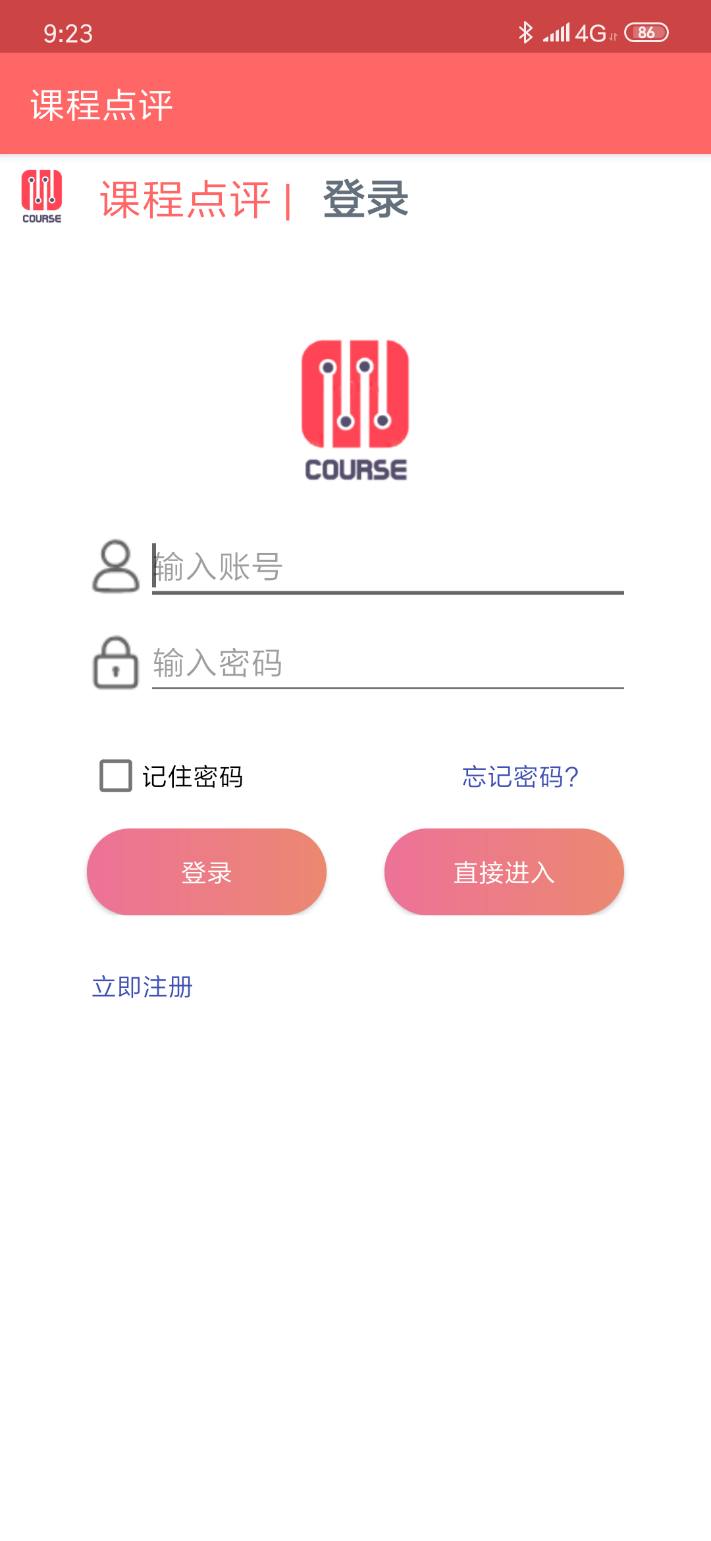 9:23 4G 86
课程点评
COURSE 课程点评 | 登录
COURSE
输入账号
输入密码
记住密码 忘记密码?
登录 直接进入
立即注册